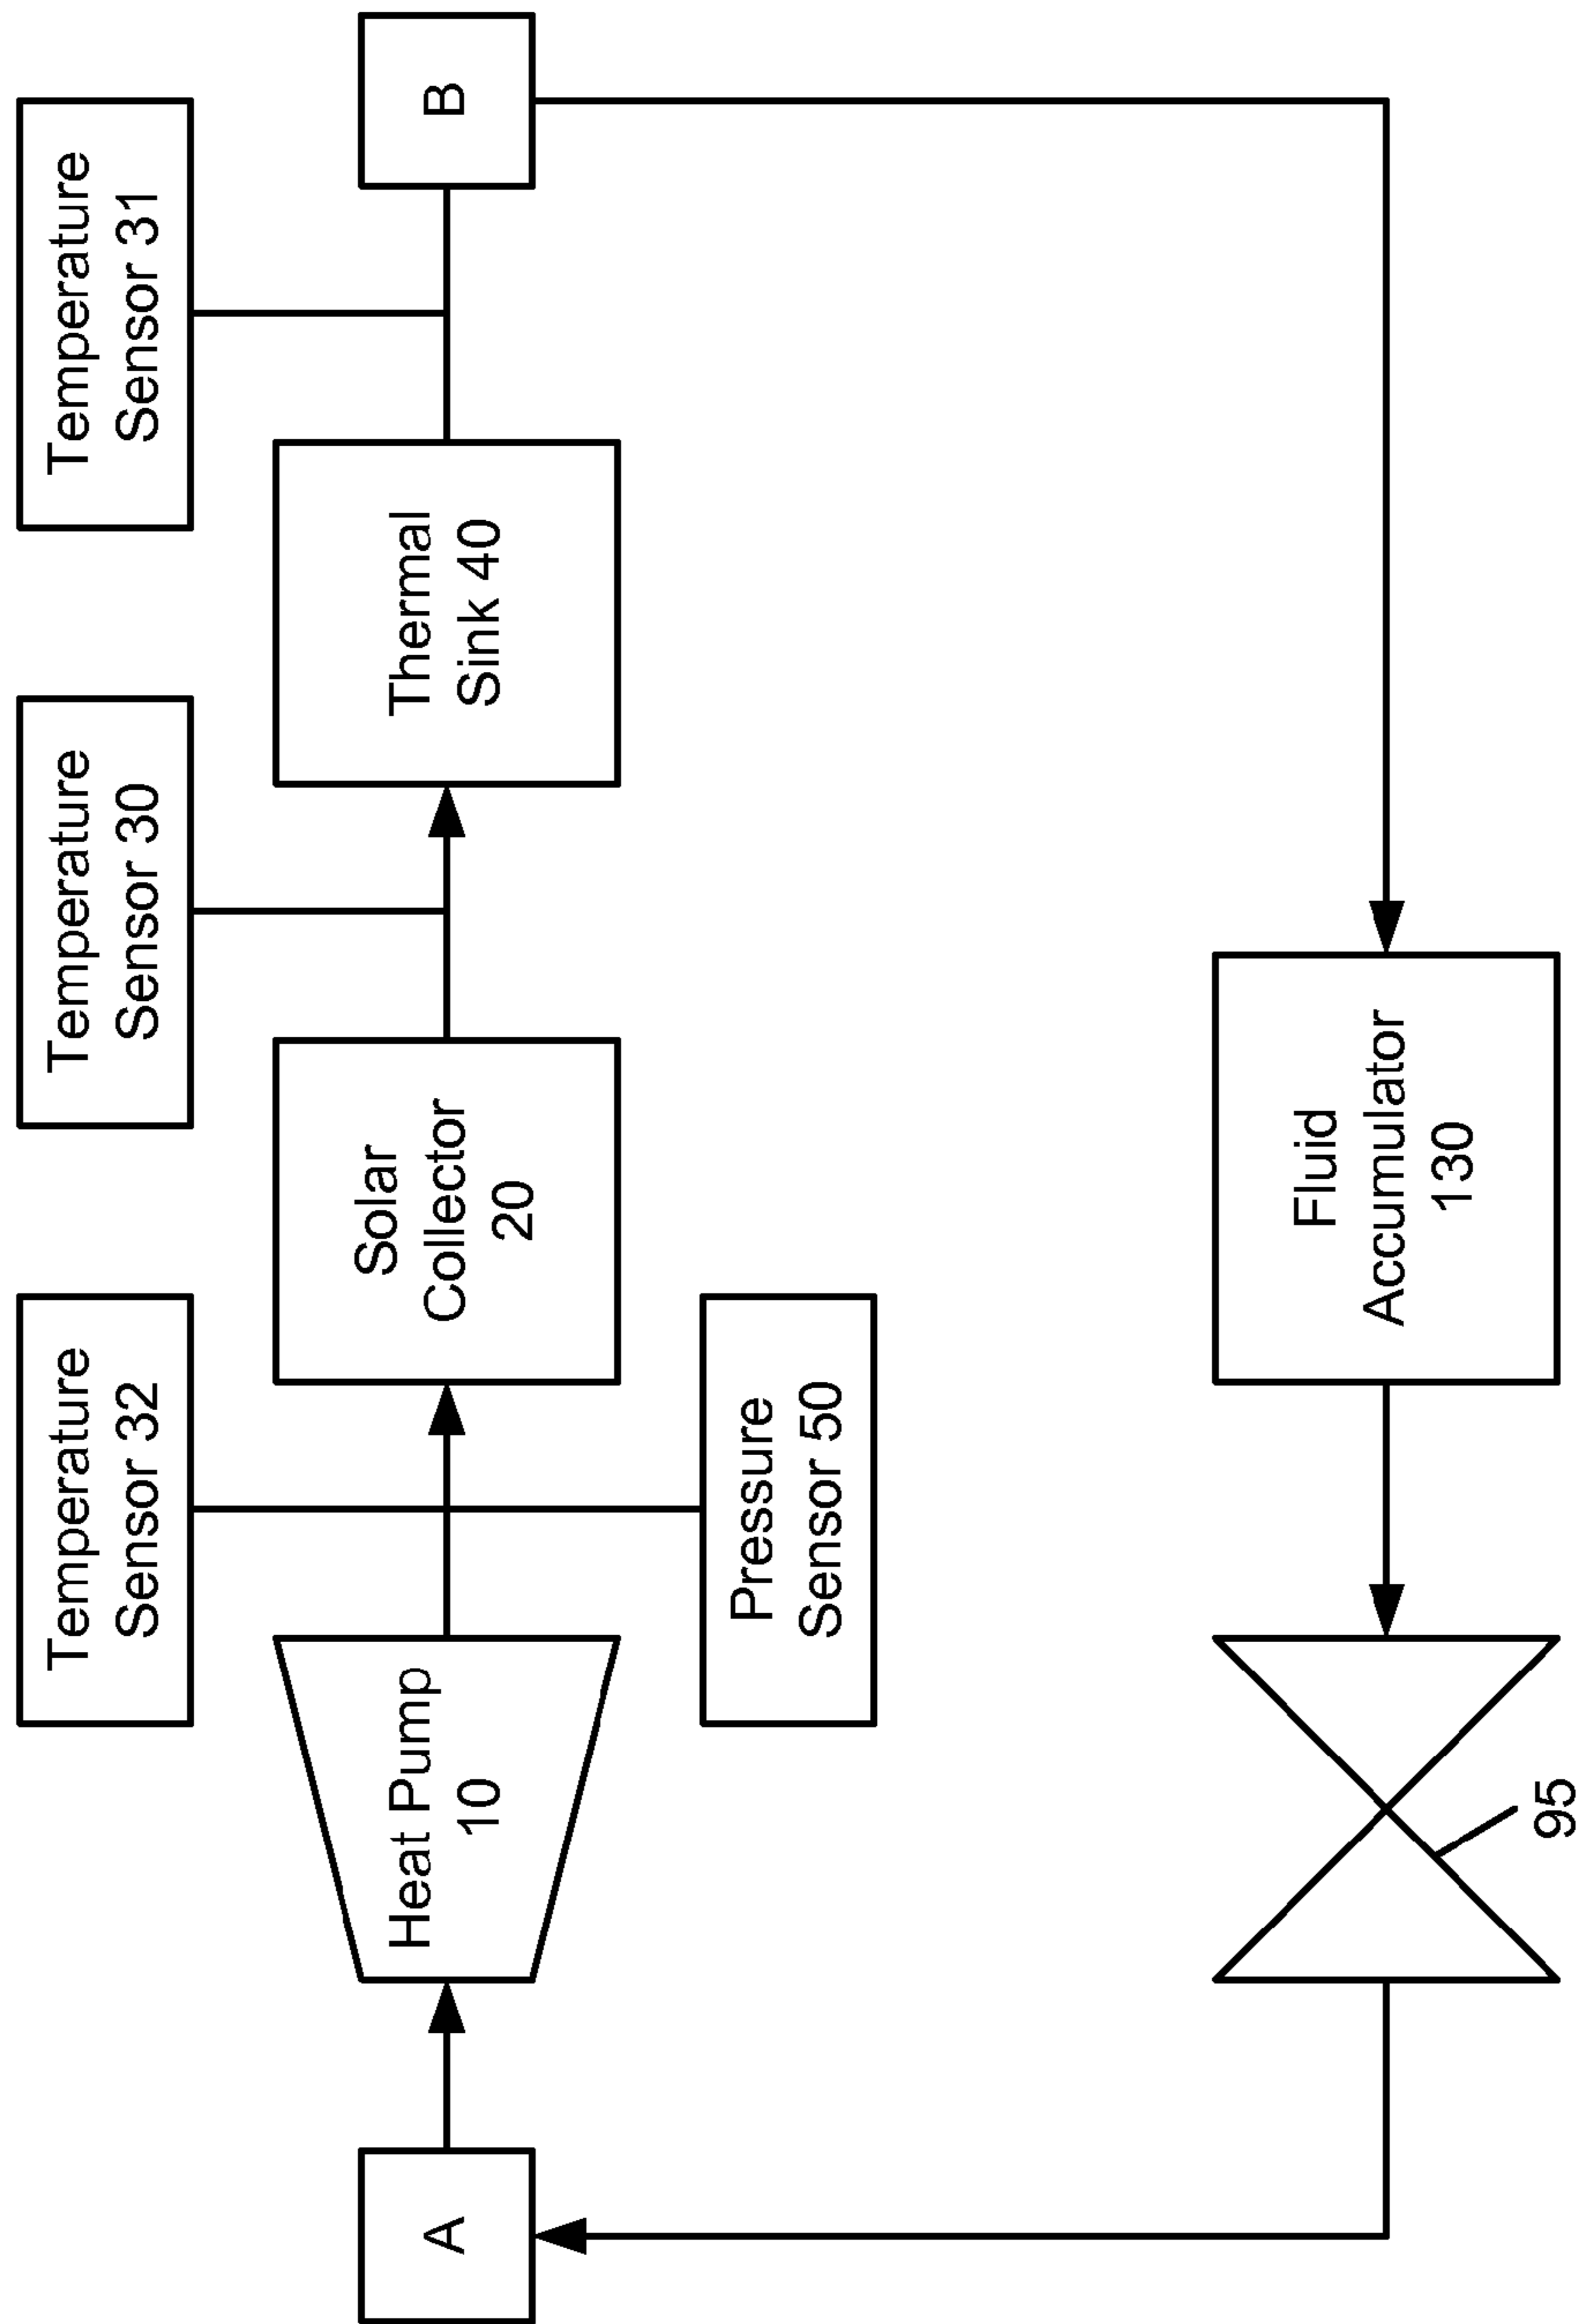 Temperature
Sensor 32
Temperature
Sensor 30
Temperature
Sensor 31
A
Heat Pump
10
Solar
Collector
20
Thermal
Sink 40
B
Pressure
Sensor 50
95
Fluid
Accumulator
130